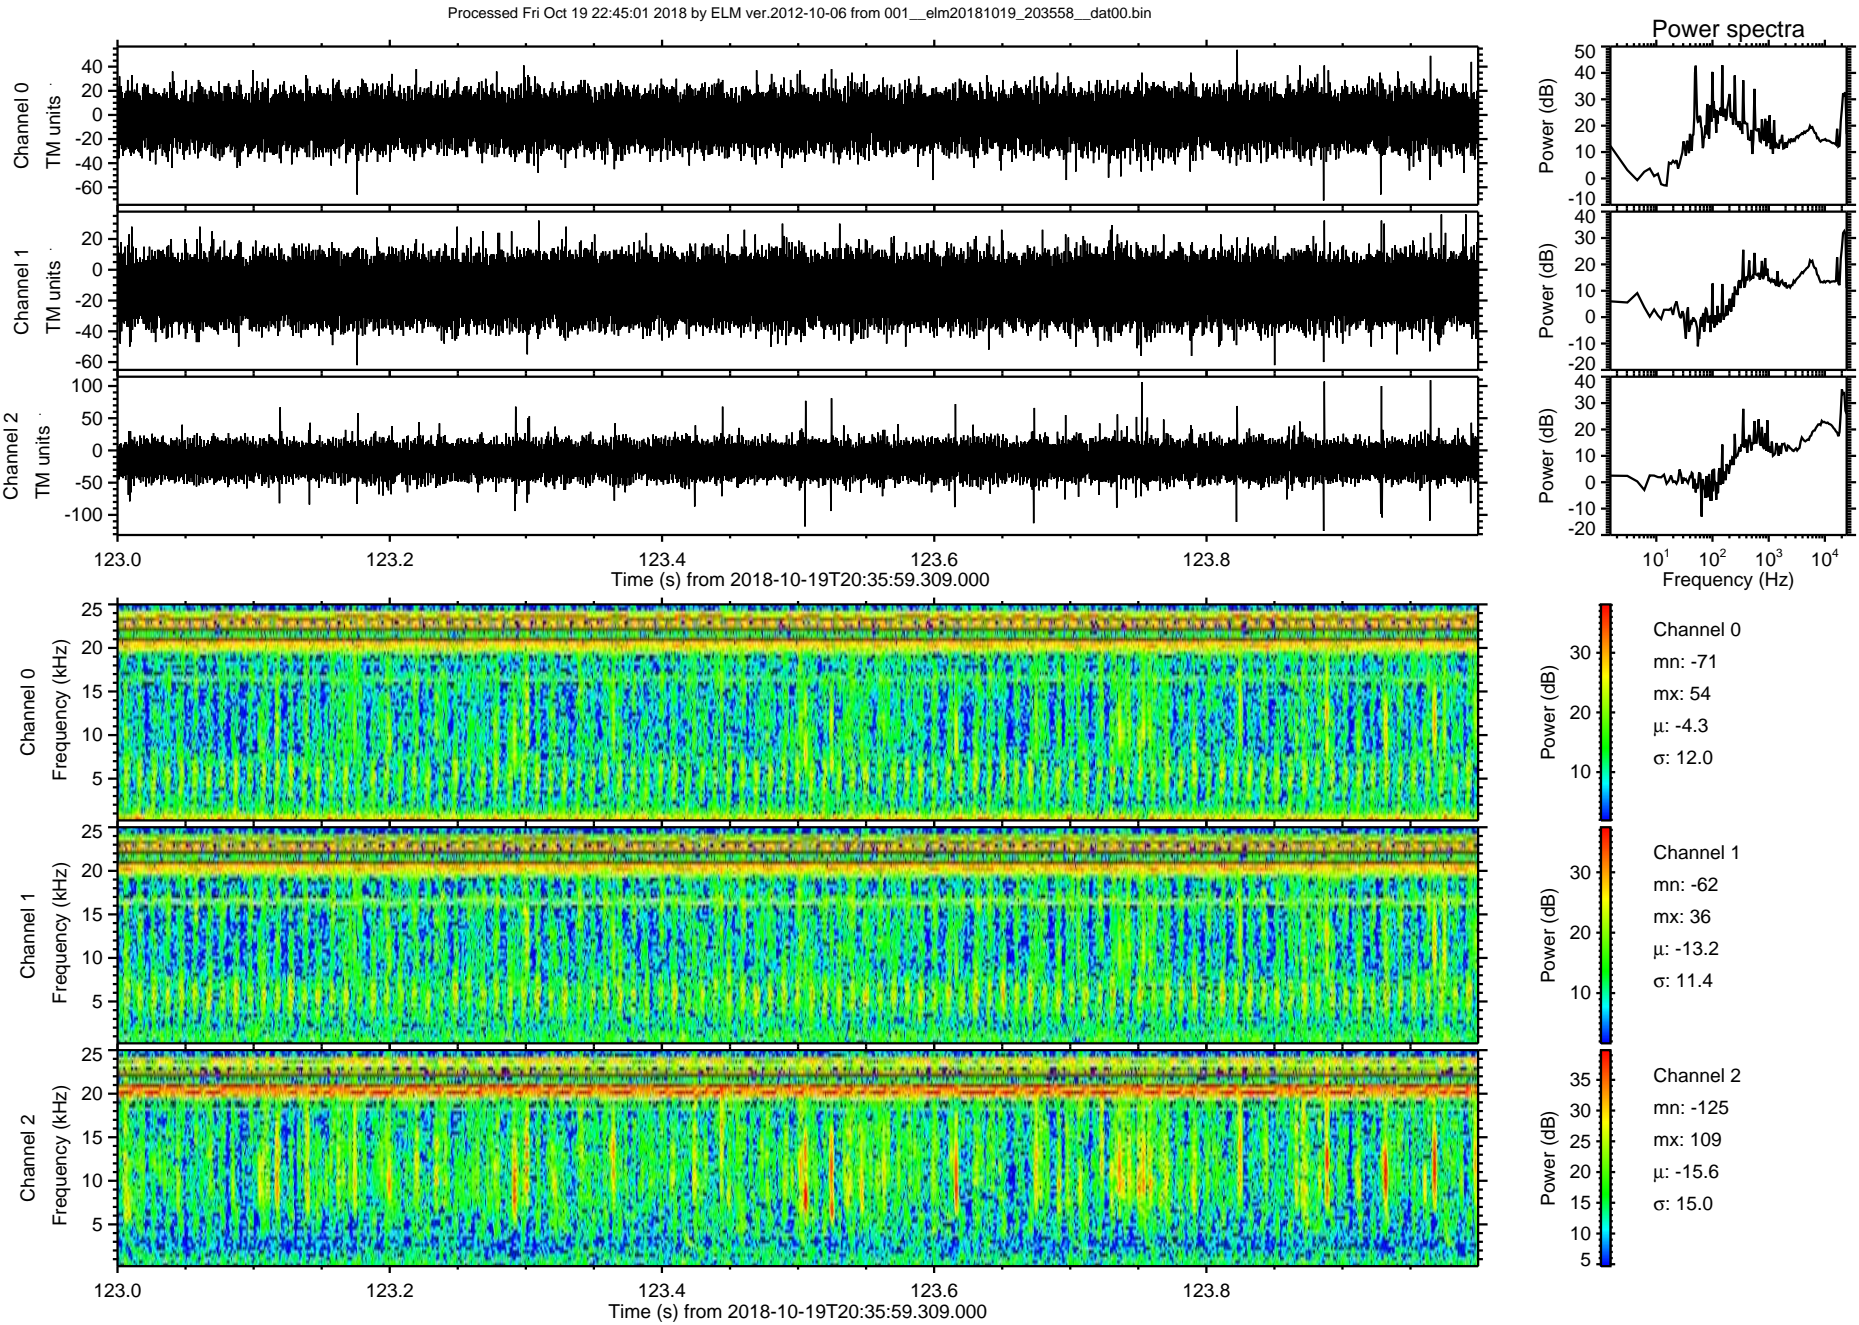 Processed Fri Oct 19 22:45:01 2018 by ELM ver.2012-10-06 from 001__elm20181019_203558__dat00.bin
Power spectra
Channel 0
TM units
40
20
0
-20
-40
-60
Power (dB)
50
40
30
20
10
0
-10
Channel 1
TM units
20
0
-20
-40
-60
Power (dB)
40
30
20
10
0
-10
-20
Channel 2
TM units
100
50
0
-50
-100
Power (dB)
40
30
20
10
0
-10
-20
123.0 123.2 123.4 123.6 123.8
Time (s) from 2018-10-19T20:35:59.309.000
10¹ 10² 10³ 10⁴
Frequency (Hz)
Channel 0
Frequency (kHz)
25
20
15
10
5
Power (dB)
30
20
10
Channel 0
mn: -71
mx: 54
µ: -4.3
σ: 12.0
Channel 1
Frequency (kHz)
25
20
15
10
5
Power (dB)
30
20
10
Channel 1
mn: -62
mx: 36
µ: -13.2
σ: 11.4
Channel 2
Frequency (kHz)
25
20
15
10
5
Power (dB)
35
30
25
20
15
10
5
Channel 2
mn: -125
mx: 109
µ: -15.6
σ: 15.0
123.0 123.2 123.4 123.6 123.8
Time (s) from 2018-10-19T20:35:59.309.000